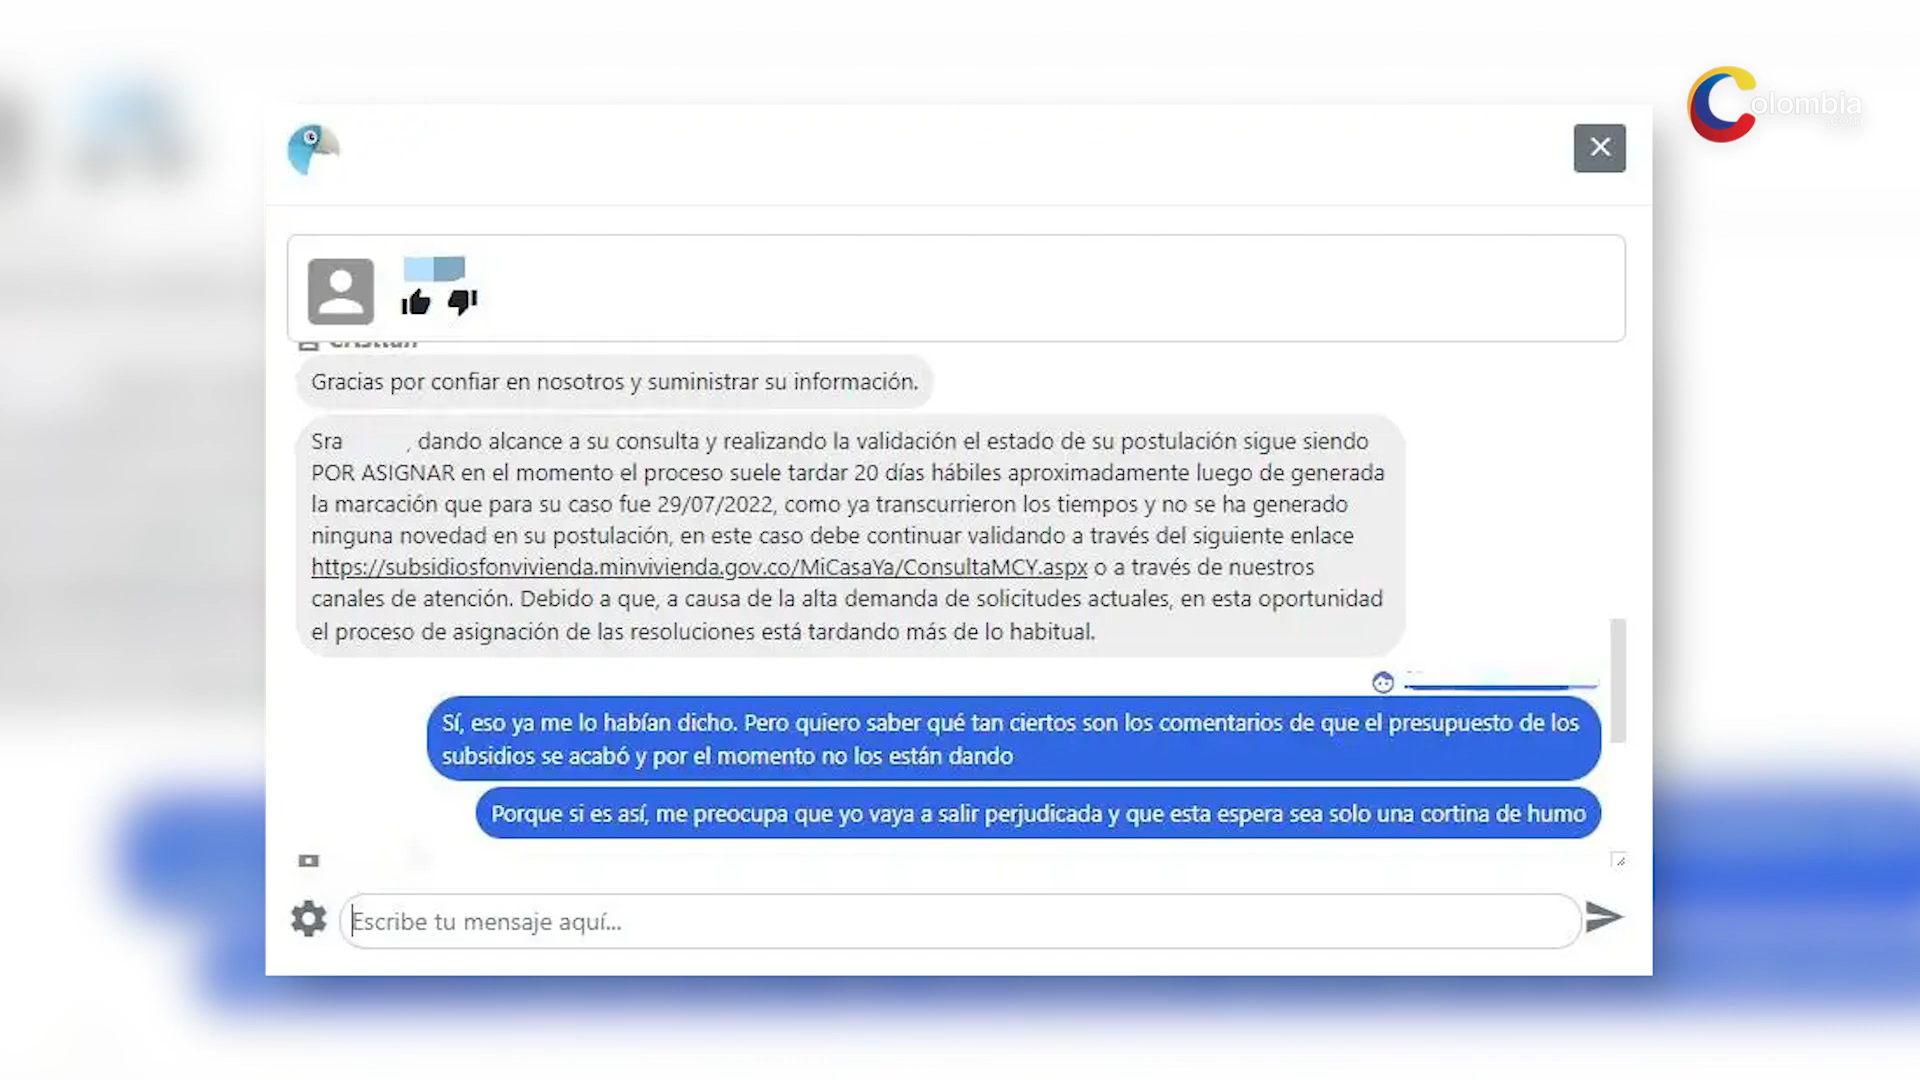 Colombia
.com
Gracias por confiar en nosotros y suministrar su información.
Sra , dando alcance a su consulta y realizando la validación el estado de su postulación sigue siendo
POR ASIGNAR en el momento el proceso suele tardar 20 días hábiles aproximadamente luego de generada
la marcación que para su caso fue 29/07/2022, como ya transcurrieron los tiempos y no se ha generado
ninguna novedad en su postulación, en este caso debe continuar validando a través del siguiente enlace
https://subsidiosfonvivienda.minvivienda.gov.co/MiCasaYa/ConsultaMCY.aspx o a través de nuestros
canales de atención. Debido a que, a causa de la alta demanda de solicitudes actuales, en esta oportunidad
el proceso de asignación de las resoluciones está tardando más de lo habitual.
Sí, eso ya me lo habían dicho. Pero quiero saber qué tan ciertos son los comentarios de que el presupuesto de los
subsidios se acabó y por el momento no los están dando
Porque si es así, me preocupa que yo vaya a salir perjudicada y que esta espera sea solo una cortina de humo
Escribe tu mensaje aquí...